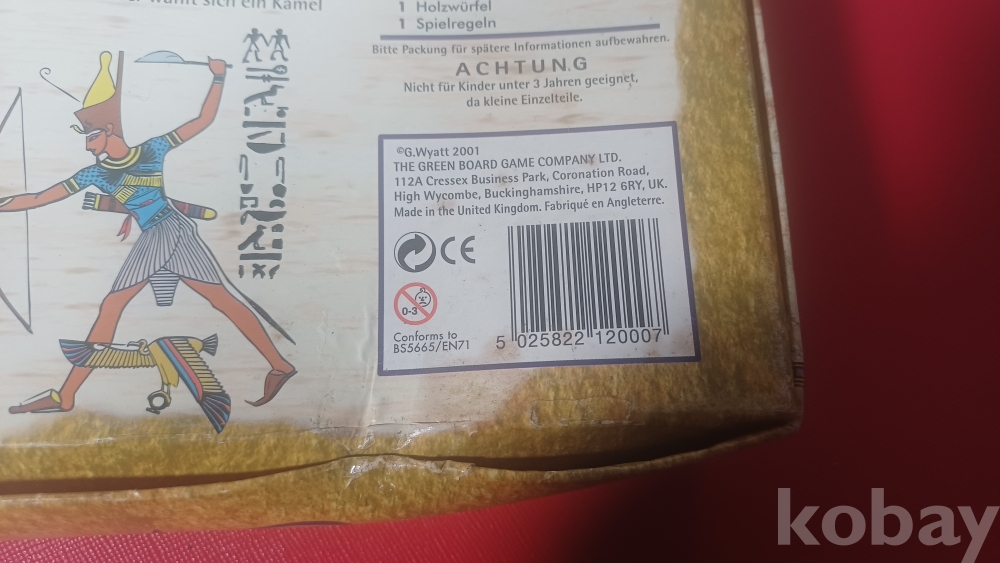 sich ein Kamel
1 Holzwürfel
1 Spielregeln
Bitte Packung für spätere Informationen aufbewahren.
ACHTUNG
Nicht für Kinder unter 3 Jahren geeignet,
da kleine Einzelteile.
©G.Wyatt 2001
THE GREEN BOARD GAME COMPANY LTD.
112A Cressex Business Park, Coronation Road,
High Wycombe, Buckinghamshire, HP12 6RY, UK.
Made in the United Kingdom. Fabriqué en Angleterre.
CE
0-3
Conforms to
BS5665/EN71
5 025822 120007
kobay